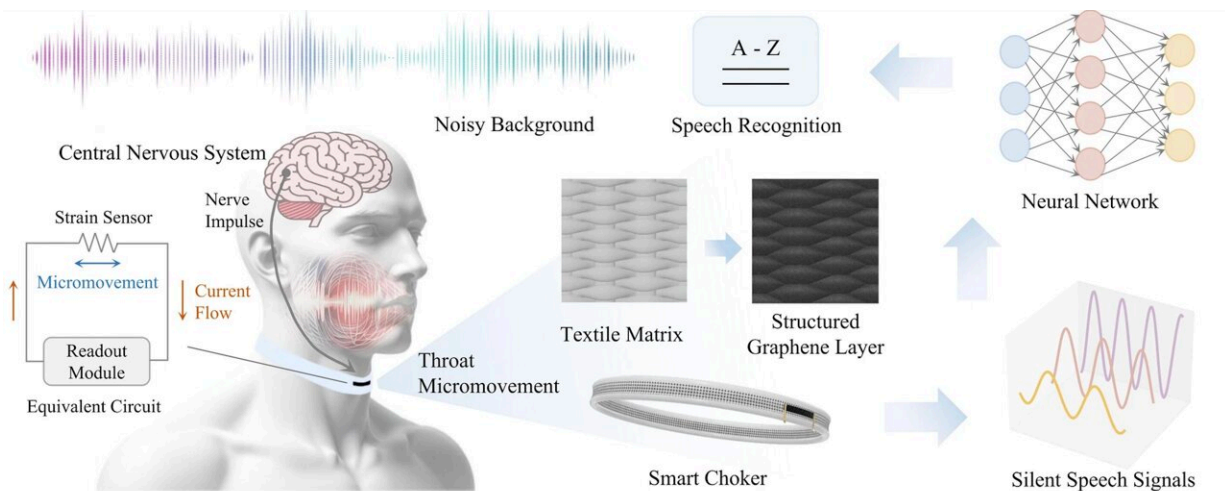 A - Z
Noisy Background
Speech Recognition
Central Nervous System
Nerve
Impulse
Neural Network
Strain Sensor
Micromovement
Current
Flow
Readout
Module
Equivalent Circuit
Textile Matrix
Structured
Graphene Layer
Throat
Micromovement
Smart Choker
Silent Speech Signals